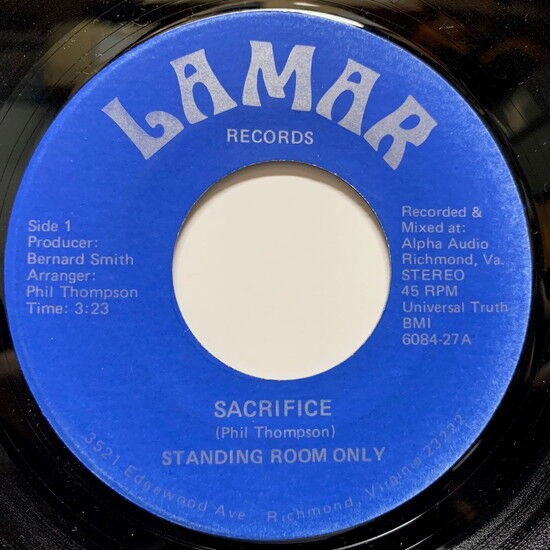 LAMAR
RECORDS
Side 1
Producer:
Bernard Smith
Arranger:
Phil Thompson
Time: 3:23
Recorded &
Mixed at:
Alpha Audio
Richmond, Va.
STEREO
45 RPM
Universal Truth
BMI
6084-27A
SACRIFICE
(Phil Thompson)
STANDING ROOM ONLY
3521 Edgewood Ave. Richmond, Virginia 23232